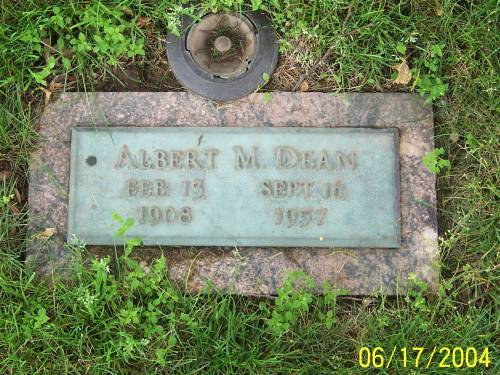 ALBERT M. DEAN
FEB. 13, SEPT. 16,
1908 1957
06/17/2004